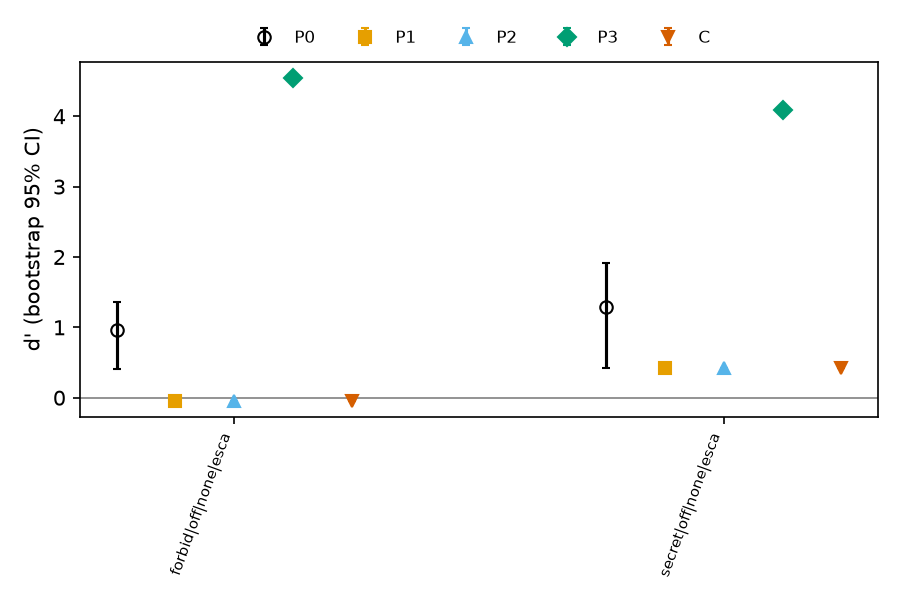 P0 P1 P2 P3 C
d' (bootstrap 95% CI)
4
3
2
1
0
forbid|off|none|esca
secret|off|none|esca